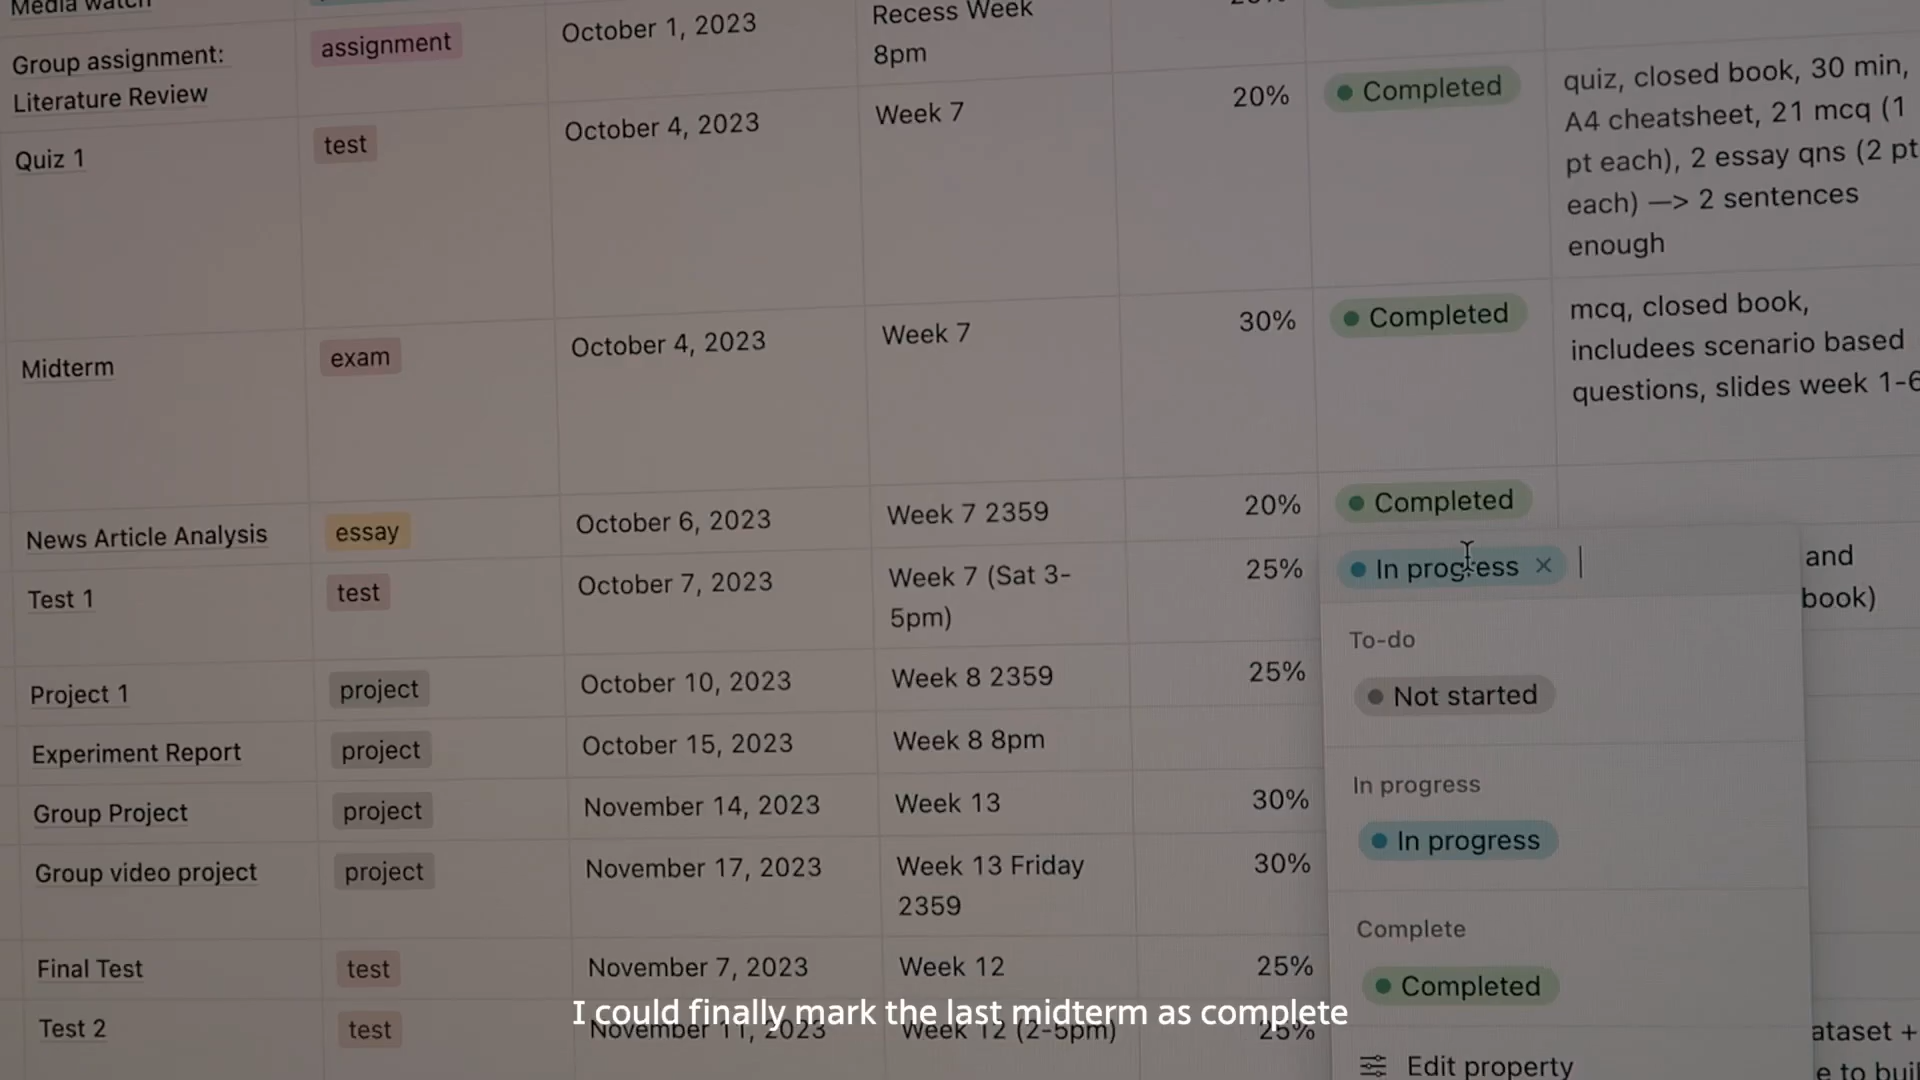 Media watch
Group assignment:
Literature Review
assignment
October 1, 2023
Recess Week
8pm
Quiz 1
test
October 4, 2023
Week 7
20%
Completed
quiz, closed book, 30 min,
A4 cheatsheet, 21 mcq (1
pt each), 2 essay qns (2 pt
each) —> 2 sentences
enough
Midterm
exam
October 4, 2023
Week 7
30%
Completed
mcq, closed book,
includees scenario based
questions, slides week 1-6
News Article Analysis
essay
October 6, 2023
Week 7 2359
20%
Completed
Test 1
test
October 7, 2023
Week 7 (Sat 3-
5pm)
25%
In progress
and
book)
Project 1
project
October 10, 2023
Week 8 2359
25%
Experiment Report
project
October 15, 2023
Week 8 8pm
Group Project
project
November 14, 2023
Week 13
30%
Group video project
project
November 17, 2023
Week 13 Friday
2359
30%
Final Test
test
November 7, 2023
Week 12
25%
Test 2
test
November 11, 2023
Week 12 (2-5pm)
25%
To-do
Not started
In progress
In progress
Complete
Completed
Edit property
ataset +
e to buil
I could finally mark the last midterm as complete